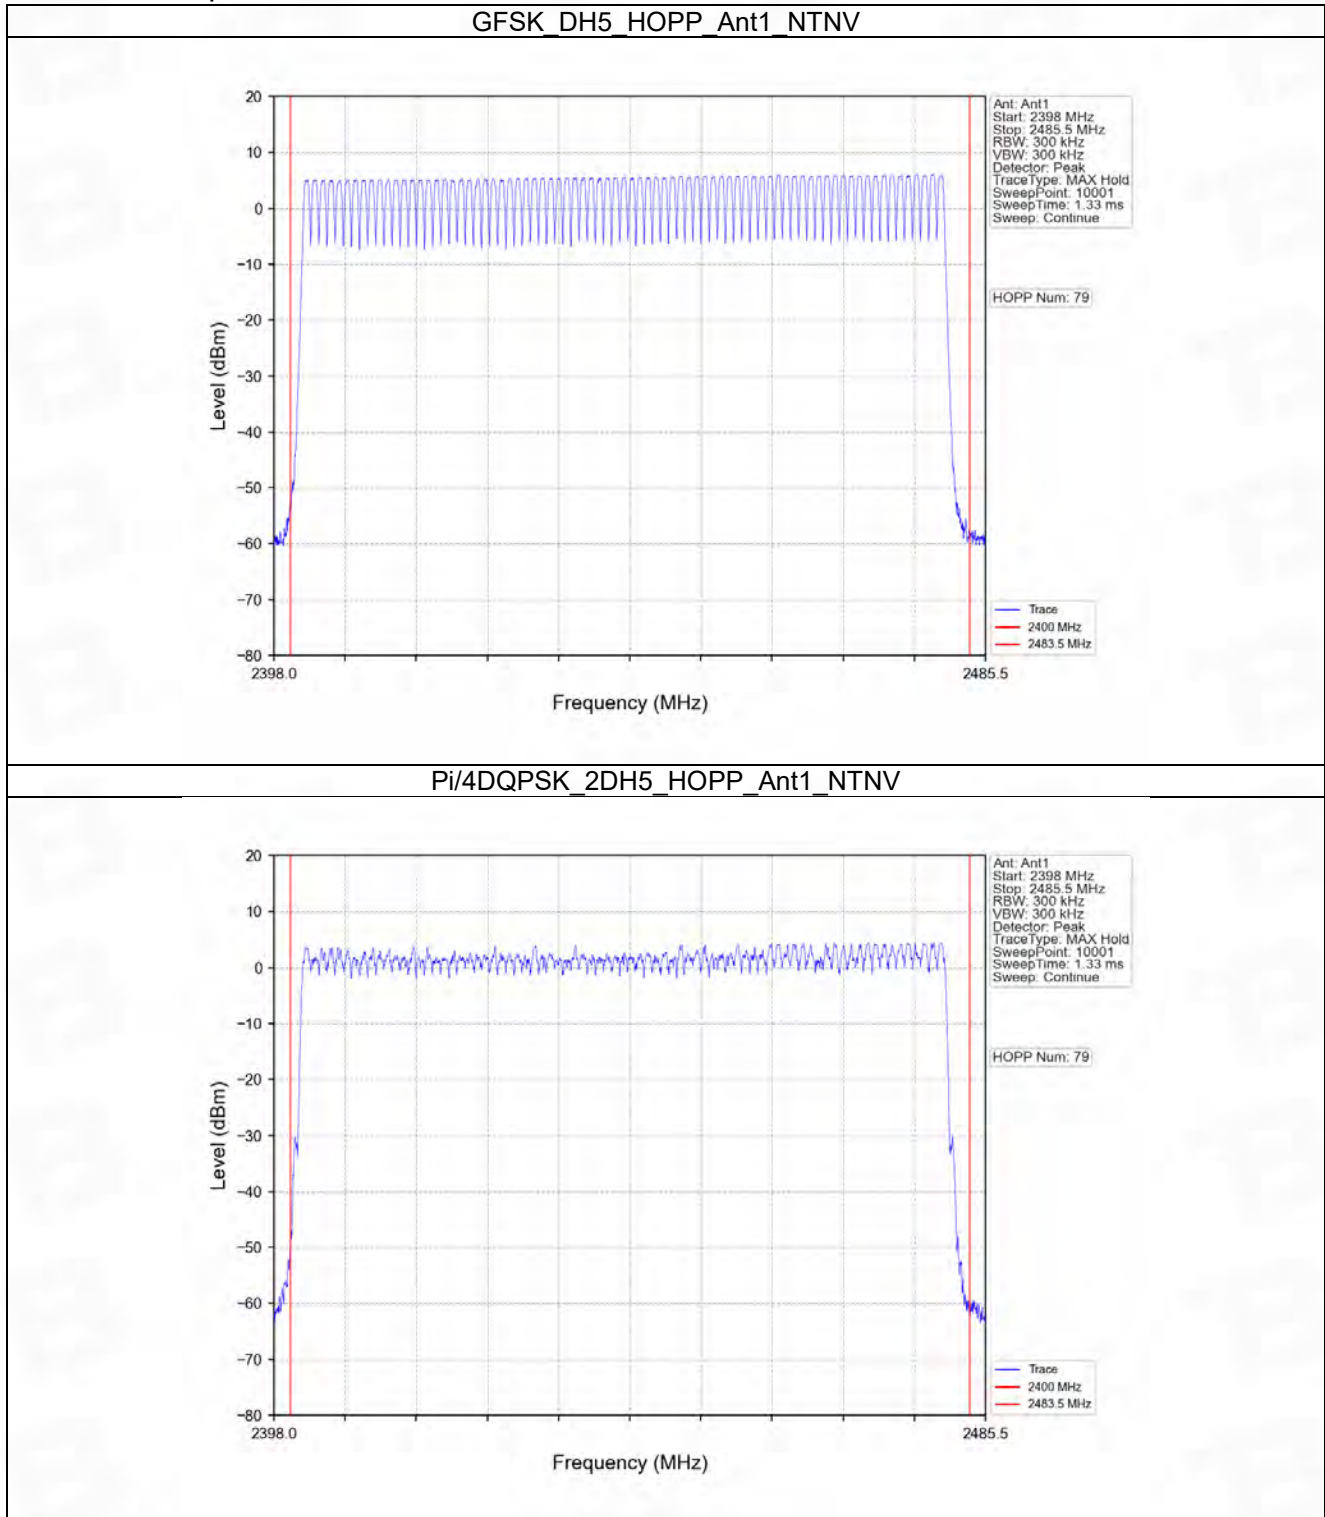 GFSK_DH5_HOPP_Ant1_NTNV
20
10
0
−10
−20
−30
−40
−50
−60
−70
−80
Level (dBm)
2398.0
2485.5
Frequency (MHz)
Ant: Ant1
Start: 2398 MHz
Stop: 2485.5 MHz
RBW: 300 kHz
VBW: 300 kHz
Detector: Peak
TraceType: MAX Hold
SweepPoint: 10001
SweepTime: 1.33 ms
Sweep: Continue
HOPP Num: 79
Trace
2400 MHz
2483.5 MHz
Pi/4DQPSK_2DH5_HOPP_Ant1_NTNV
20
10
0
−10
−20
−30
−40
−50
−60
−70
−80
Level (dBm)
2398.0
2485.5
Frequency (MHz)
Ant: Ant1
Start: 2398 MHz
Stop: 2485.5 MHz
RBW: 300 kHz
VBW: 300 kHz
Detector: Peak
TraceType: MAX Hold
SweepPoint: 10001
SweepTime: 1.33 ms
Sweep: Continue
HOPP Num: 79
Trace
2400 MHz
2483.5 MHz